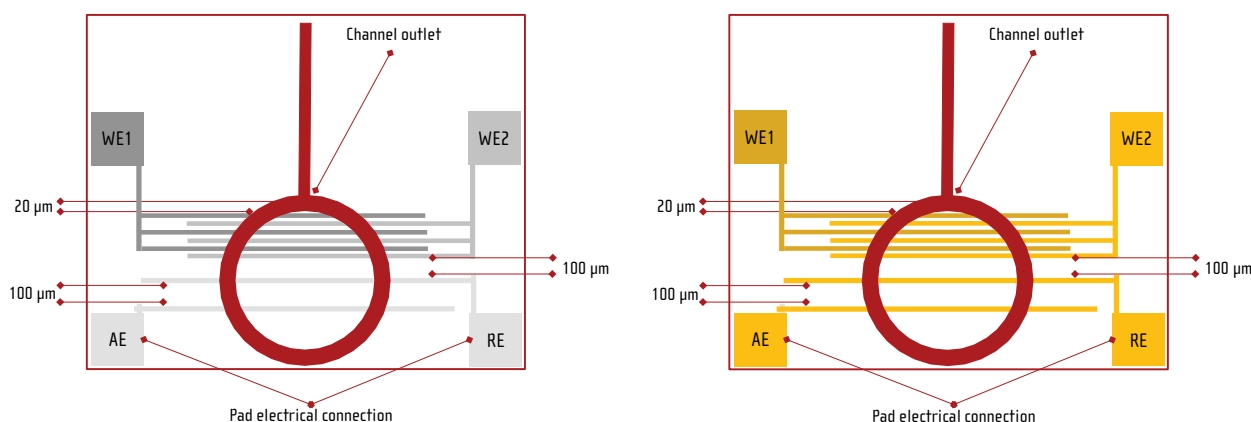 Channel outlet
WE1
WE2
20 µm
100 µm
100 µm
AE
RE
Pad electrical connection
Channel outlet
WE1
WE2
20 µm
100 µm
100 µm
AE
RE
Pad electrical connection